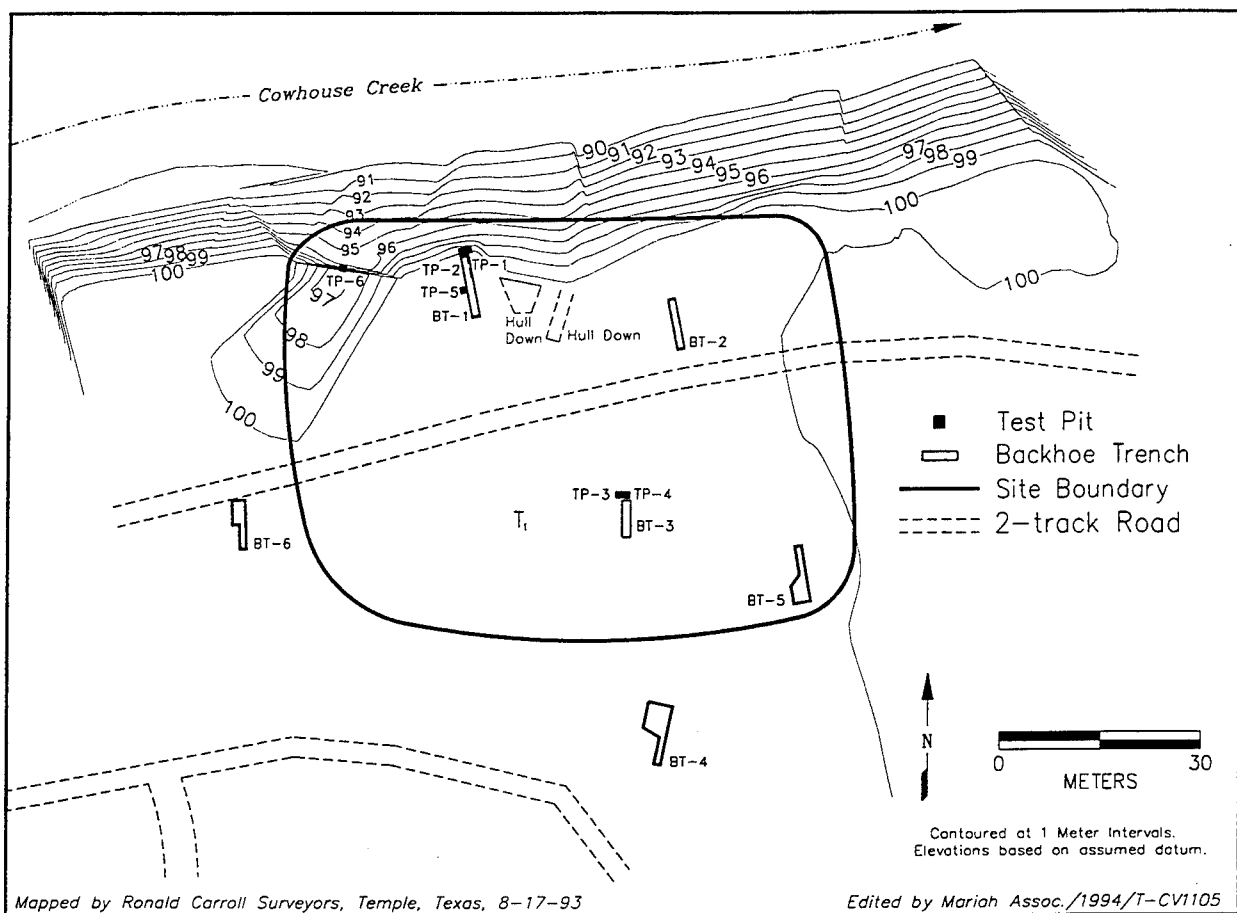 Cowhouse Creek
90
91
92
93
94
95
96
97
98
99
100
91
92
93
94
95
96
97
98
99
100
TP-6
97
98
99
100
TP-2
TP-1
TP-5
BT-1
Hull
Down
Hull Down
BT-2
100
TP-3
TP-4
T₁
BT-3
BT-6
BT-5
BT-4
Test Pit
Backhoe Trench
Site Boundary
2-track Road
N
0
30
METERS
Contoured at 1 Meter Intervals.
Elevations based on assumed datum.
Mapped by Ronald Carroll Surveyors, Temple, Texas, 8-17-93
Edited by Mariah Assoc./1994/T-CV1105